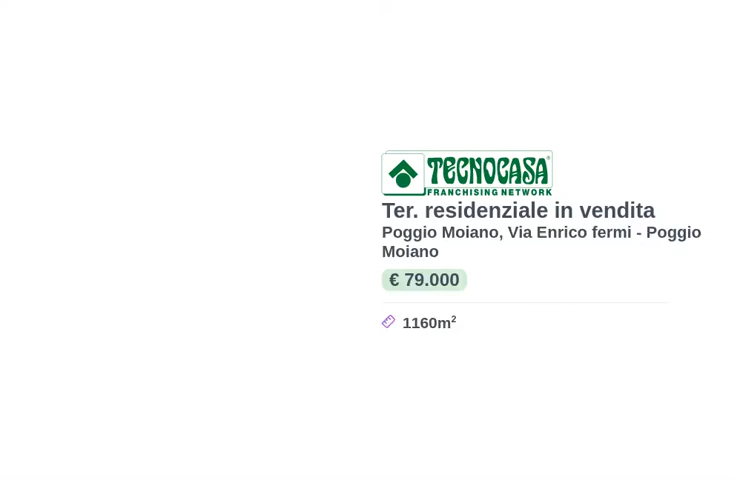 TECNOCASA®
FRANCHISING NETWORK
Ter. residenziale in vendita
Poggio Moiano, Via Enrico fermi - Poggio
Moiano
€ 79.000
1160m²